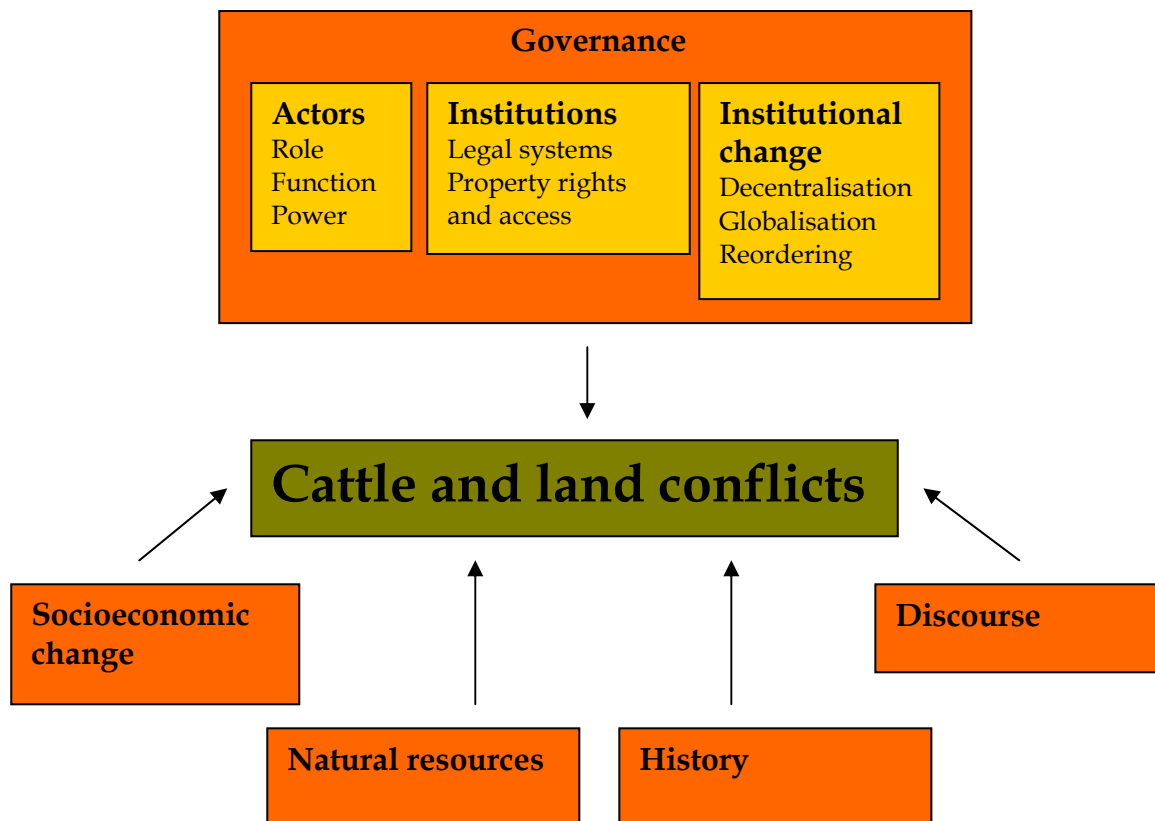 Governance
Actors
Role
Function
Power
Institutions
Legal systems
Property rights
and access
Institutional
change
Decentralisation
Globalisation
Reordering
Cattle and land conflicts
Socioeconomic
change
Discourse
Natural resources
History